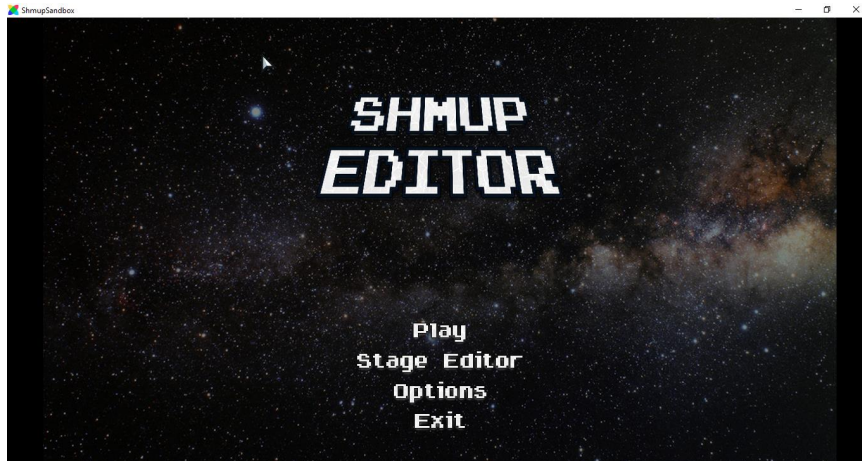 ShmupSandbox
SHMUP
EDITOR
Play
Stage Editor
Options
Exit